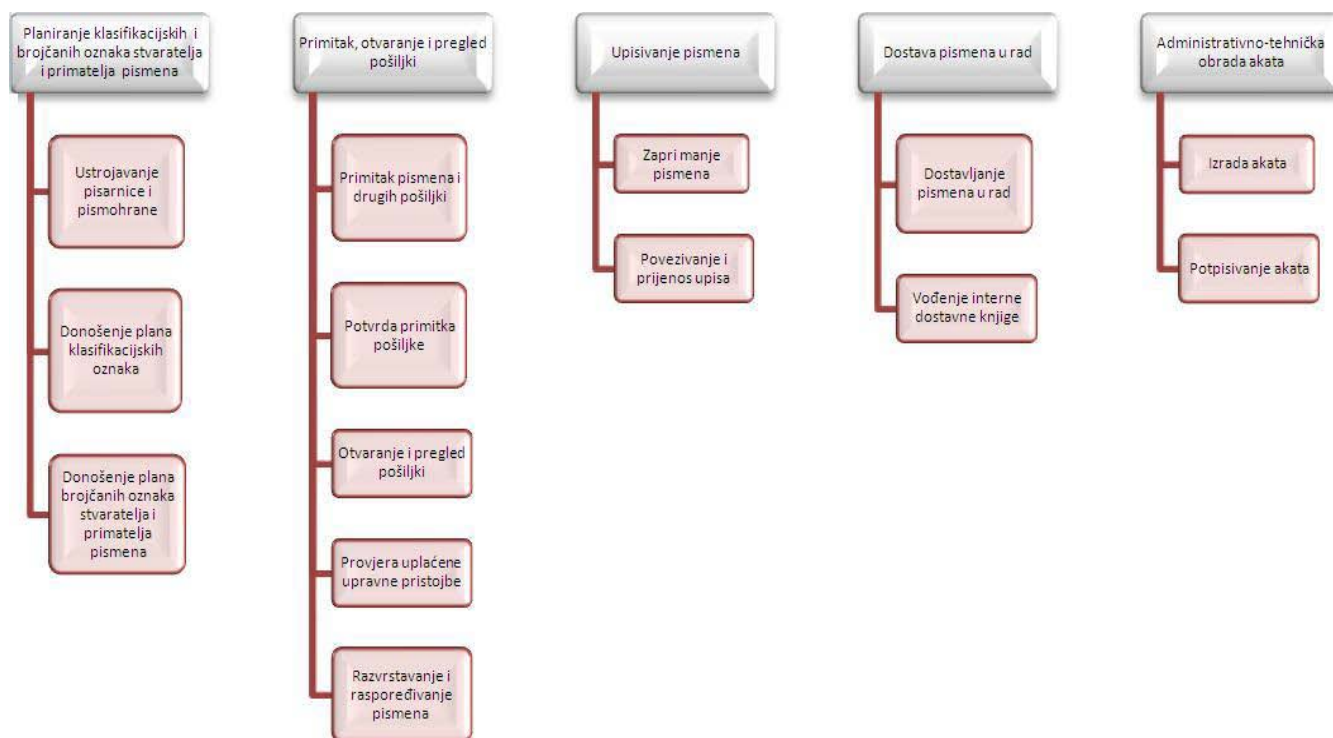 Planiranje klasifikacijskih i
brojčanih oznaka stvaratelja
i primatelja pismena
Ustrojavanje
pisarnice i
pismohrane
Donošenje plana
klasifikacijskih
oznaka
Donošenje plana
brojčanih oznaka
stvaratelja i
primatelja
pismena
Primitak, otvaranje i pregled
pošiljki
Primitak pismena i
drugih pošiljki
Potvrda primitka
pošiljke
Otvaranje i pregled
pošiljki
Provjera uplaćene
upravne pristojbe
Razvrstavanje i
raspoređivanje
pismena
Upisivanje pismena
Zapri manje
pismena
Povezivanje i
prijenos upisa
Dostava pismena u rad
Dostavljanje
pismena u rad
Vođenje interne
dostavne knjige
Administrativno-tehnička
obrada akata
Izrada akata
Potpisivanje akata